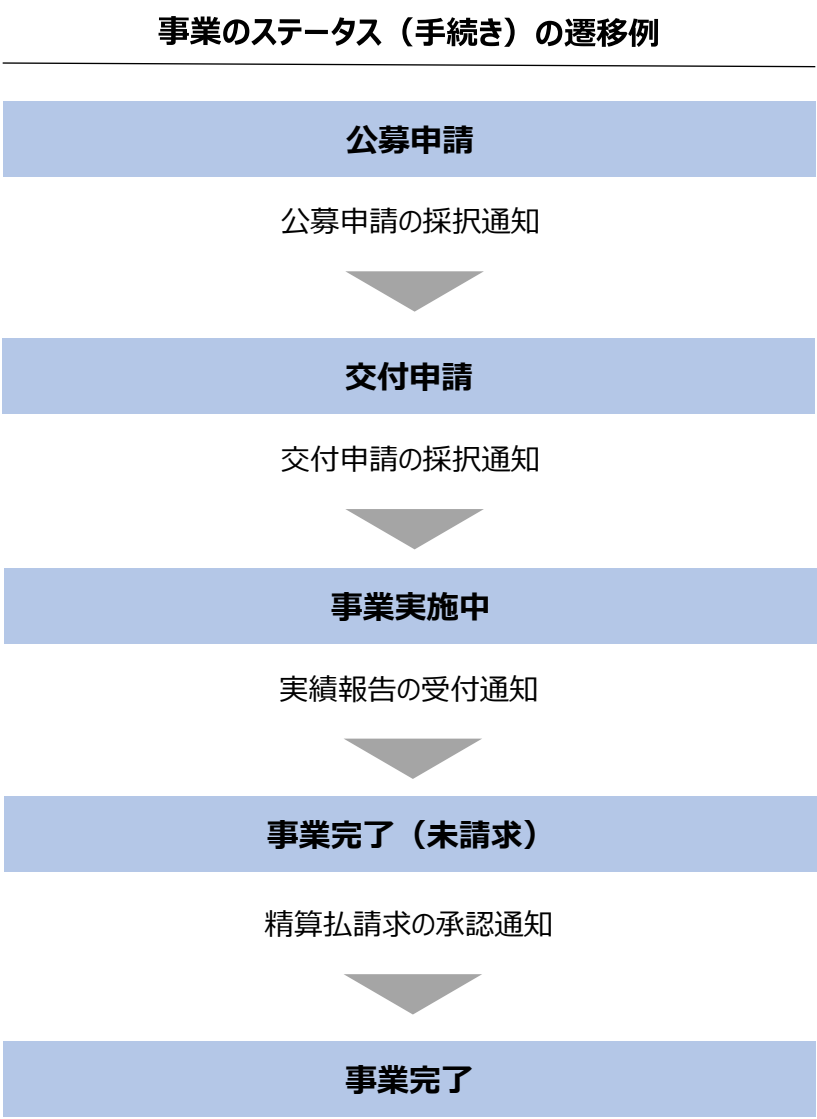 事業のステータス（手続き）の遷移例
公募申請
公募申請の採択通知
交付申請
交付申請の採択通知
事業実施中
実績報告の受付通知
事業完了（未請求）
精算払請求の承認通知
事業完了